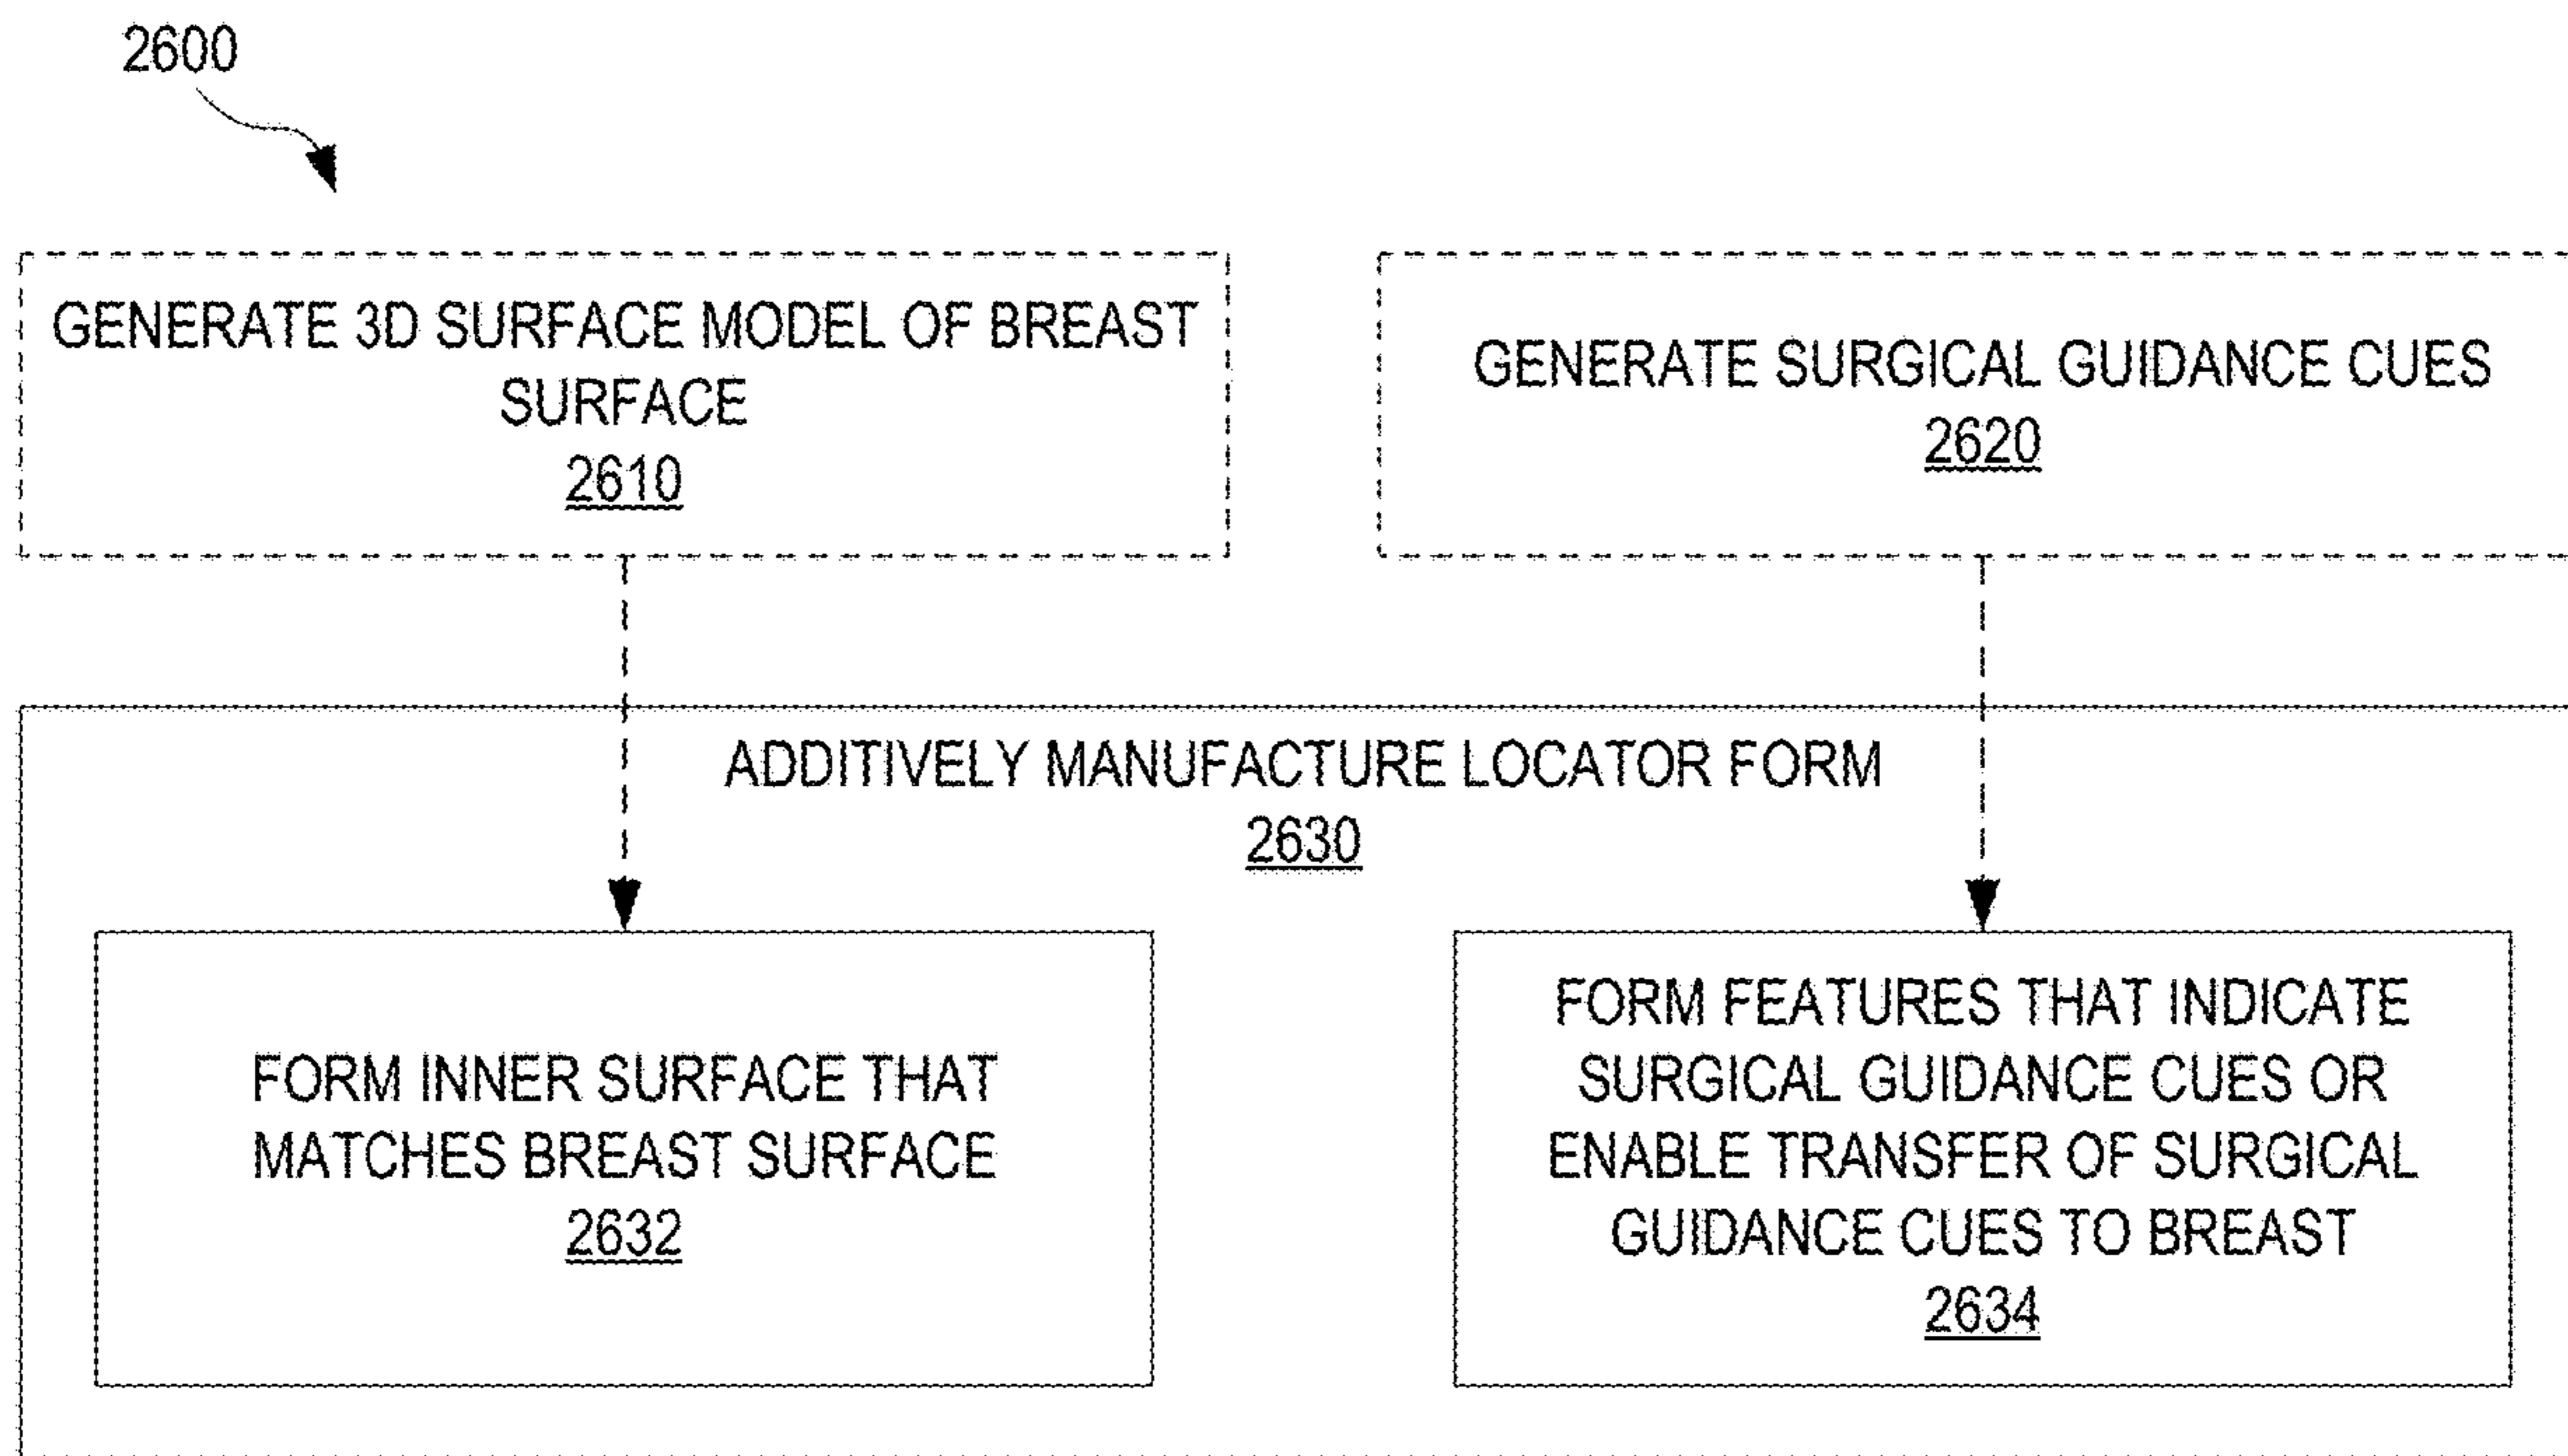 2600
GENERATE 3D SURFACE MODEL OF BREAST
SURFACE
2610
GENERATE SURGICAL GUIDANCE CUES
2620
ADDITIVELY MANUFACTURE LOCATOR FORM
2630
FORM INNER SURFACE THAT
MATCHES BREAST SURFACE
2632
FORM FEATURES THAT INDICATE
SURGICAL GUIDANCE CUES OR
ENABLE TRANSFER OF SURGICAL
GUIDANCE CUES TO BREAST
2634